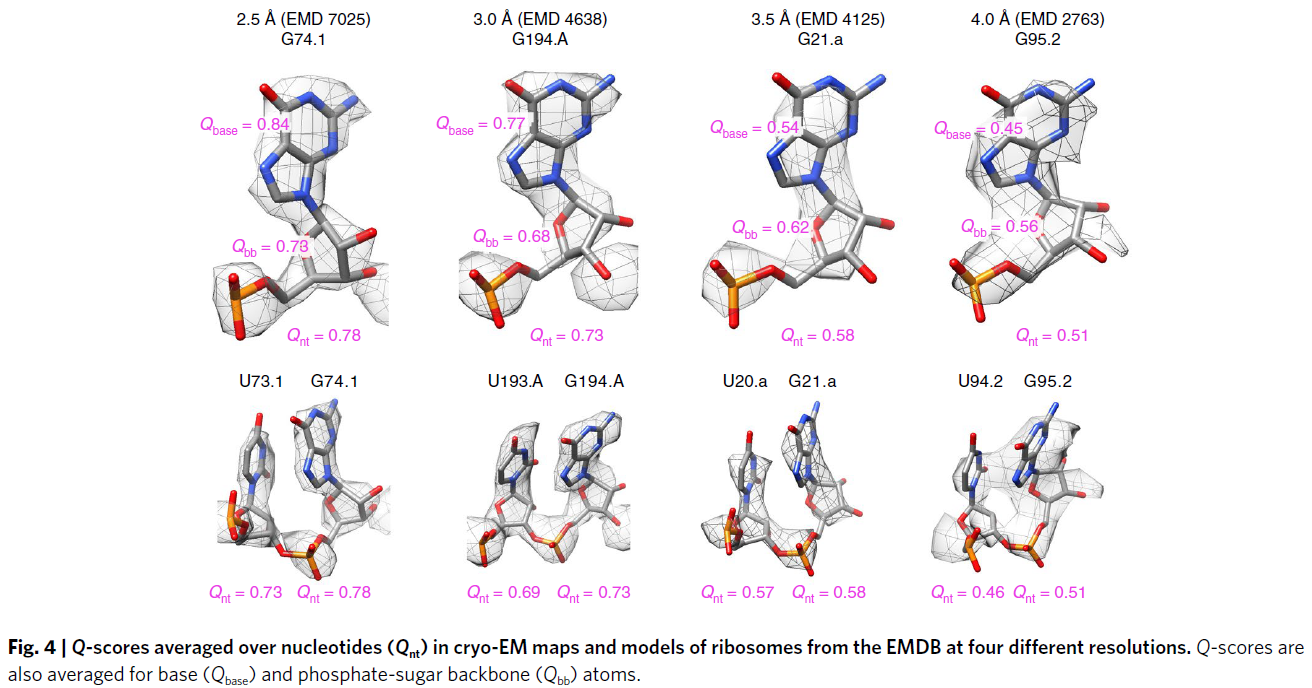 2.5 Å (EMD 7025) 3.0 Å (EMD 4638) 3.5 Å (EMD 4125) 4.0 Å (EMD 2763)
G74.1 G194.A G21.a G95.2
Qbase = 0.84 Qbase = 0.77 Qbase = 0.54 Qbase = 0.45
Qbb = 0.73 Qbb = 0.68 Qbb = 0.62 Qbb = 0.56
Qnt = 0.78 Qnt = 0.73 Qnt = 0.58 Qnt = 0.51
U73.1 G74.1 U193.A G194.A U20.a G21.a U94.2 G95.2
Qnt = 0.73 Qnt = 0.78 Qnt = 0.69 Qnt = 0.73 Qnt = 0.57 Qnt = 0.58 Qnt = 0.46 Qnt = 0.51
Fig. 4 | Q-scores averaged over nucleotides (Qnt) in cryo-EM maps and models of ribosomes from the EMDB at four different resolutions. Q-scores are
also averaged for base (Qbase) and phosphate-sugar backbone (Qbb) atoms.